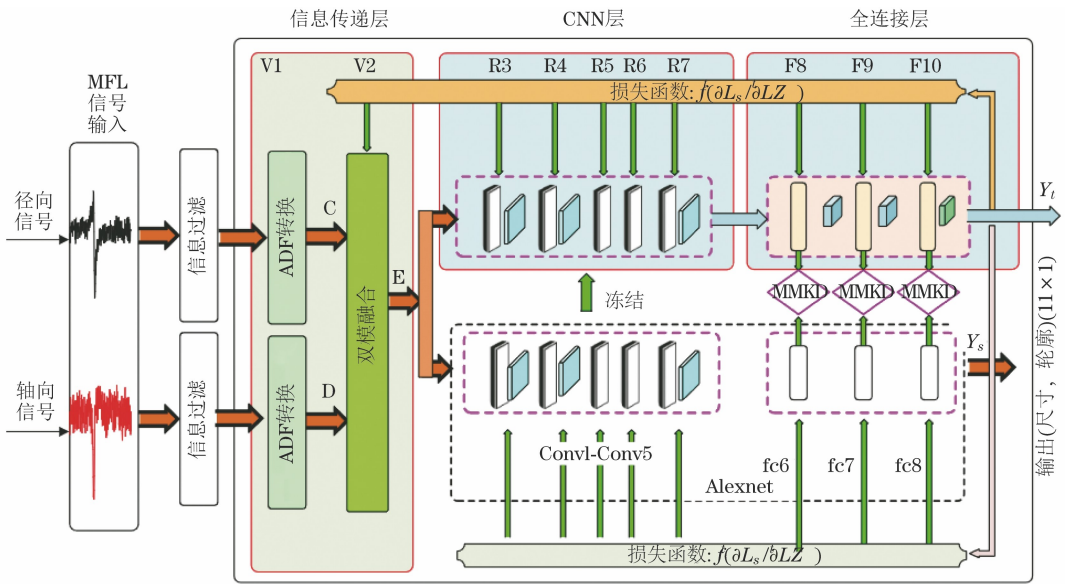 信息传递层
CNN层
全连接层
V1
V2
R3
R4
R5
R6
R7
F8
F9
F10
MFL
信号
输入
损失函数: f(∂Ls/∂LZ )
径向
信号
信息过滤
ADF转换
C
双模融合
E
Yt
MMKD
MMKD
MMKD
冻结
轴向
信号
信息过滤
ADF转换
D
Ys
输出(尺寸，轮廓)(11×1)
Convl-Conv5
fc6
fc7
fc8
Alexnet
损失函数: f(∂Ls/∂LZ )